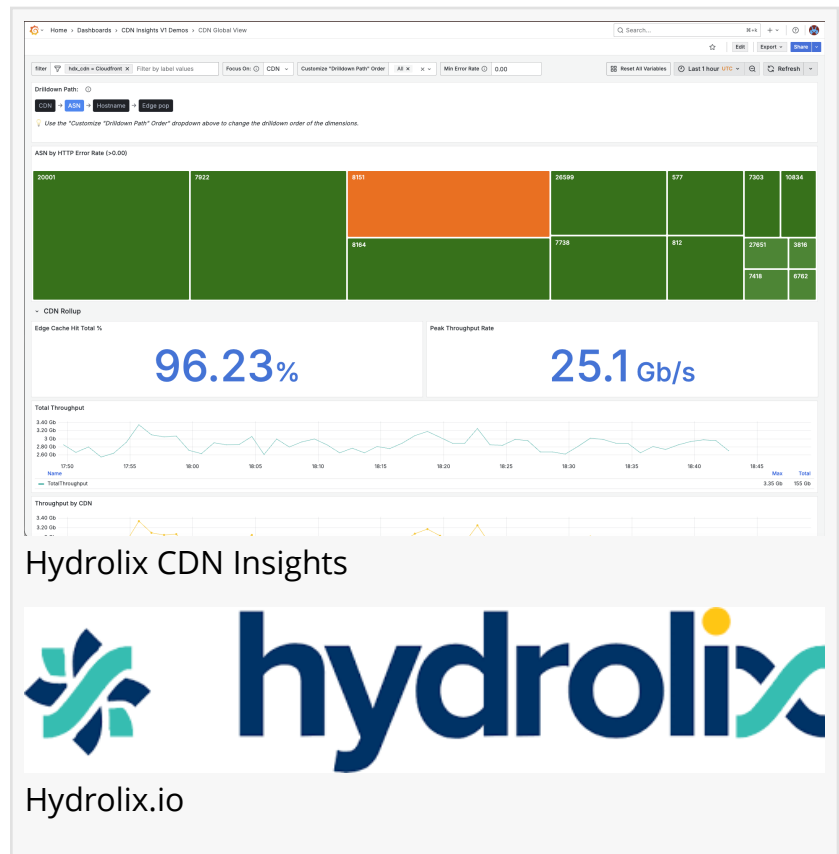 Home > Dashboards > CDN Insights V1 Demos > CDN Global View
Search... ⌘+k
Edit Export Share
filter hdx_cdn = Cloudfront × Filter by label values Focus On: CDN Customize "Drilldown Path" Order All × × Min Error Rate 0.00 Reset All Variables Last 1 hour UTC Refresh
Drilldown Path:
CDN → ASN → Hostname → Edge pop
Use the "Customize "Drilldown Path" Order" dropdown above to change the drilldown order of the dimensions.
ASN by HTTP Error Rate (>0.00)
20001 7922 8151 26599 577 7303 10834
8164 7738 812 27651 3816
7418 6762
CDN Rollup
Edge Cache Hit Total % Peak Throughput Rate
96.23% 25.1 Gb/s
Total Throughput
3.40 Gb
3.20 Gb
3 Gb
2.80 Gb
2.60 Gb
17:50 17:55 18:00 18:05 18:10 18:15 18:20 18:25 18:30 18:35 18:40 18:45
Name Max Total
TotalThroughput 3.35 Gb 155 Gb
Throughput by CDN
3.40 Gb
3.20 Gb
Hydrolix CDN Insights
hydrolix
Hydrolix.io